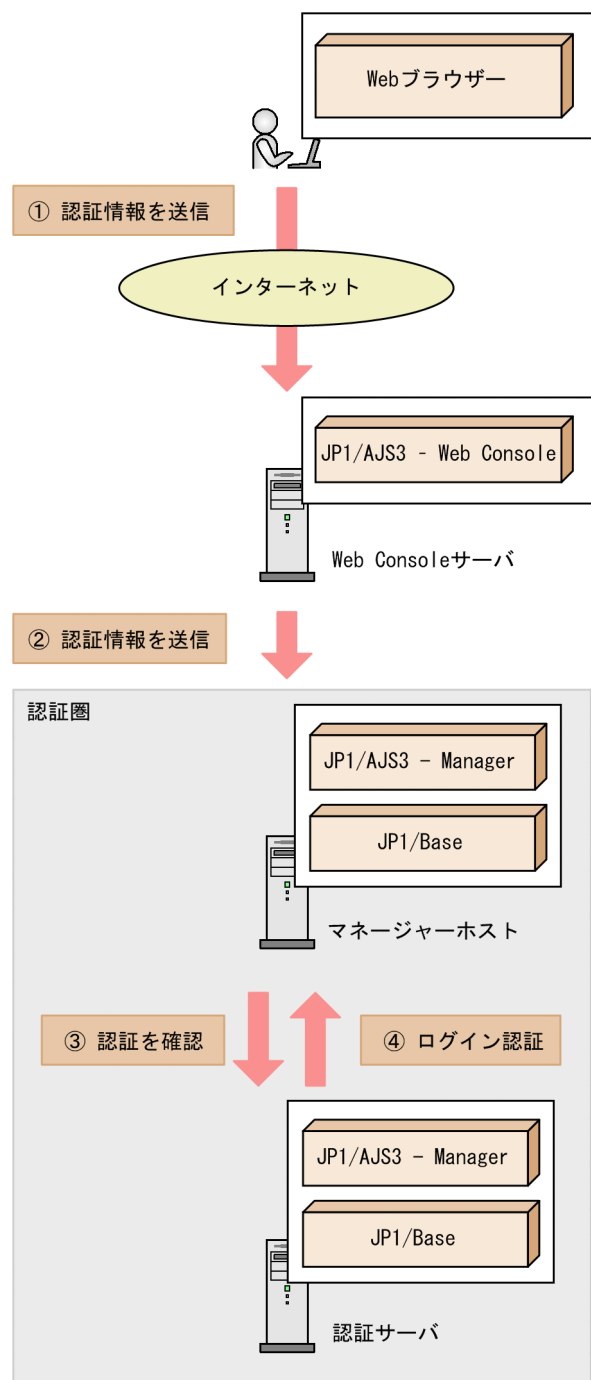 Webブラウザー
① 認証情報を送信
インターネット
JP1/AJS3 - Web Console
Web Consoleサーバ
② 認証情報を送信
認証圏
JP1/AJS3 － Manager
JP1/Base
マネージャーホスト
③ 認証を確認
④ ログイン認証
JP1/AJS3 － Manager
JP1/Base
認証サーバ